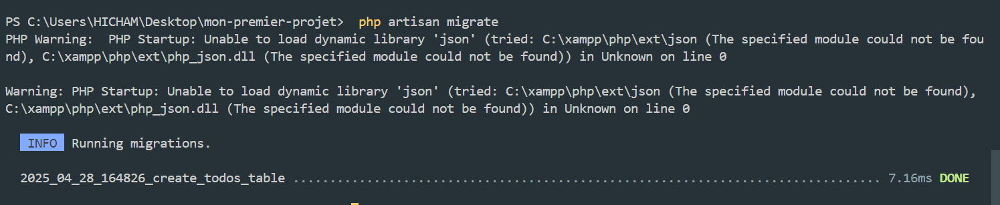 PS C:\Users\HICHAM\Desktop\mon-premier-projet>  php artisan migrate
PHP Warning:  PHP Startup: Unable to load dynamic library 'json' (tried: C:\xampp\php\ext\json (The specified module could not be fou
nd), C:\xampp\php\ext\php_json.dll (The specified module could not be found)) in Unknown on line 0
Warning: PHP Startup: Unable to load dynamic library 'json' (tried: C:\xampp\php\ext\json (The specified module could not be found),
C:\xampp\php\ext\php_json.dll (The specified module could not be found)) in Unknown on line 0
INFO  Running migrations.
2025_04_28_164826_create_todos_table ................................................................................ 7.16ms DONE